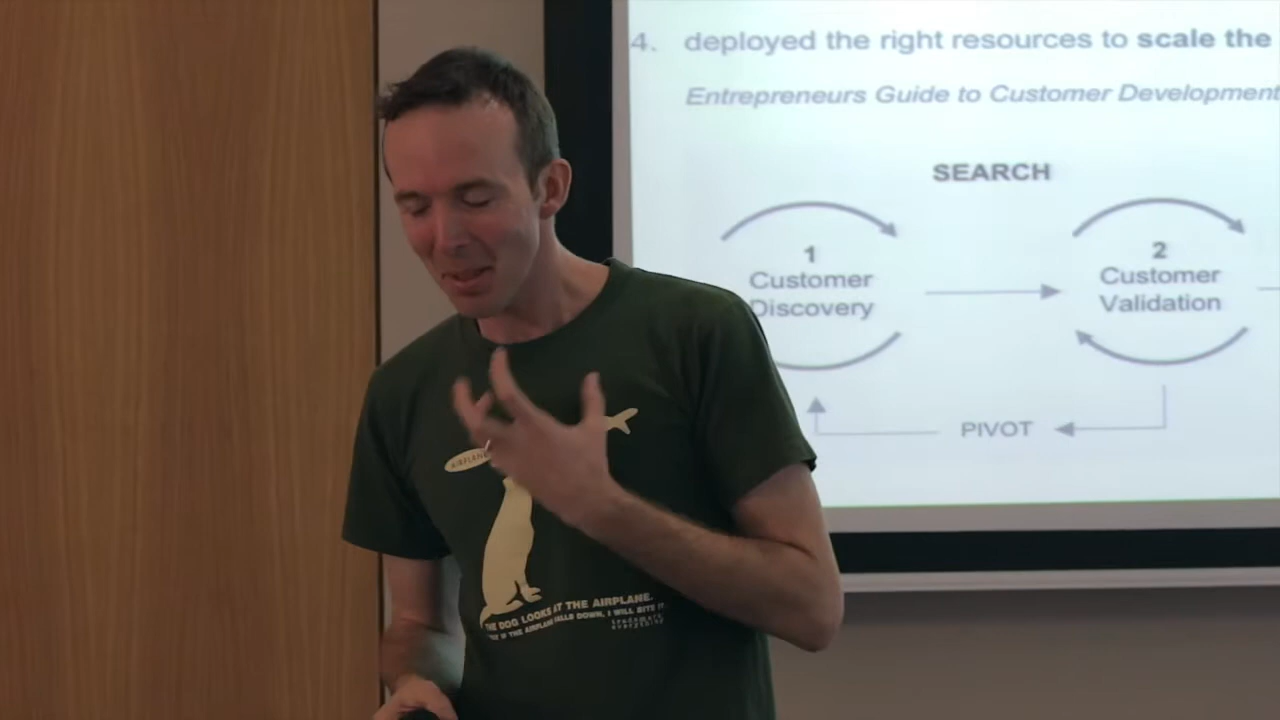 4. deployed the right resources to scale the
Entrepreneurs Guide to Customer Development
SEARCH
1
Customer
Discovery
2
Customer
Validation
PIVOT
AIRPLANE
THE DOG LOOKS AT THE AIRPLANE.
IF THE AIRPLANE FALLS DOWN, I WILL BITE IT